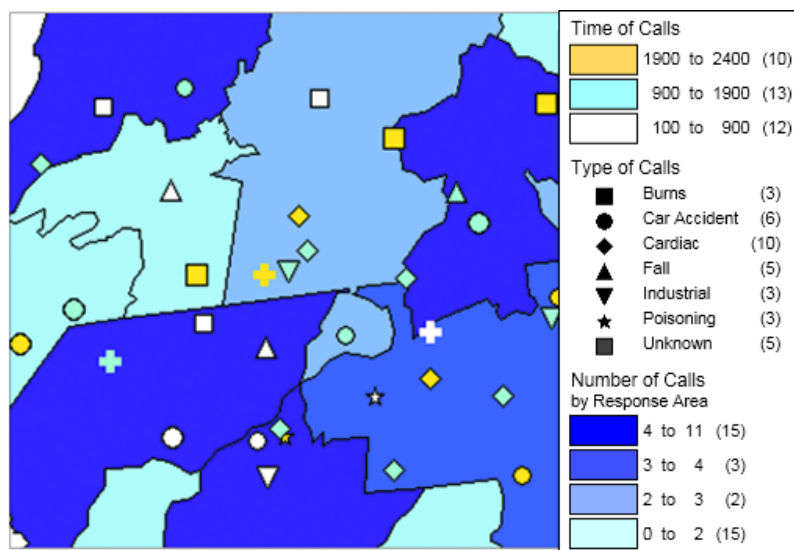 Time of Calls
1900 to 2400 (10)
900 to 1900 (13)
100 to 900 (12)
Type of Calls
Burns (3)
Car Accident (6)
Cardiac (10)
Fall (5)
Industrial (3)
Poisoning (3)
Unknown (5)
Number of Calls
by Response Area
4 to 11 (15)
3 to 4 (3)
2 to 3 (2)
0 to 2 (15)